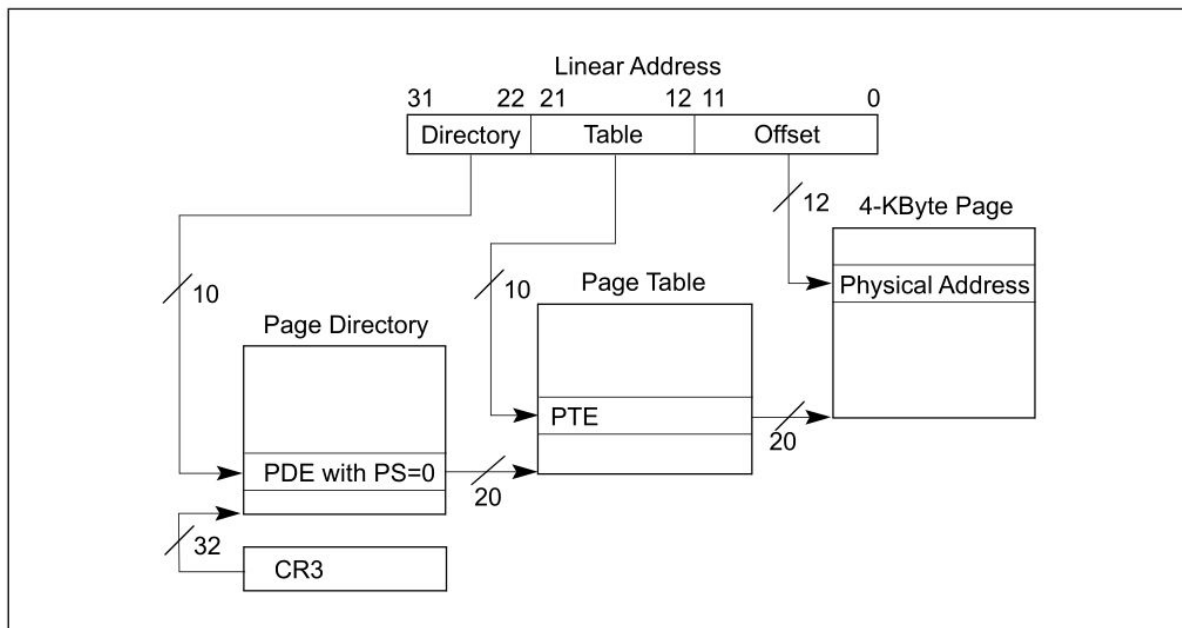 Linear Address
31 22 21 12 11 0
Directory Table Offset
12
4-KByte Page
Physical Address
10
10
Page Table
Page Directory
PTE
20
PDE with PS=0
20
32
CR3